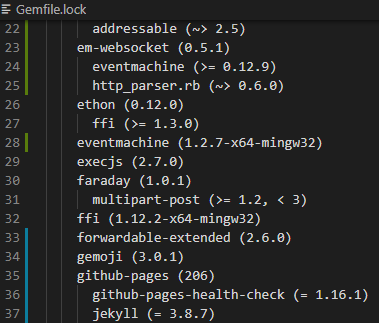 Gemfile.lock
22 addressable (~> 2.5)
23 em-websocket (0.5.1)
24 eventmachine (>= 0.12.9)
25 http_parser.rb (~> 0.6.0)
26 ethon (0.12.0)
27 ffi (>= 1.3.0)
28 eventmachine (1.2.7-x64-mingw32)
29 execjs (2.7.0)
30 faraday (1.0.1)
31 multipart-post (>= 1.2, < 3)
32 ffi (1.12.2-x64-mingw32)
33 forwardable-extended (2.6.0)
34 gemoji (3.0.1)
35 github-pages (206)
36 github-pages-health-check (= 1.16.1)
37 jekyll (= 3.8.7)